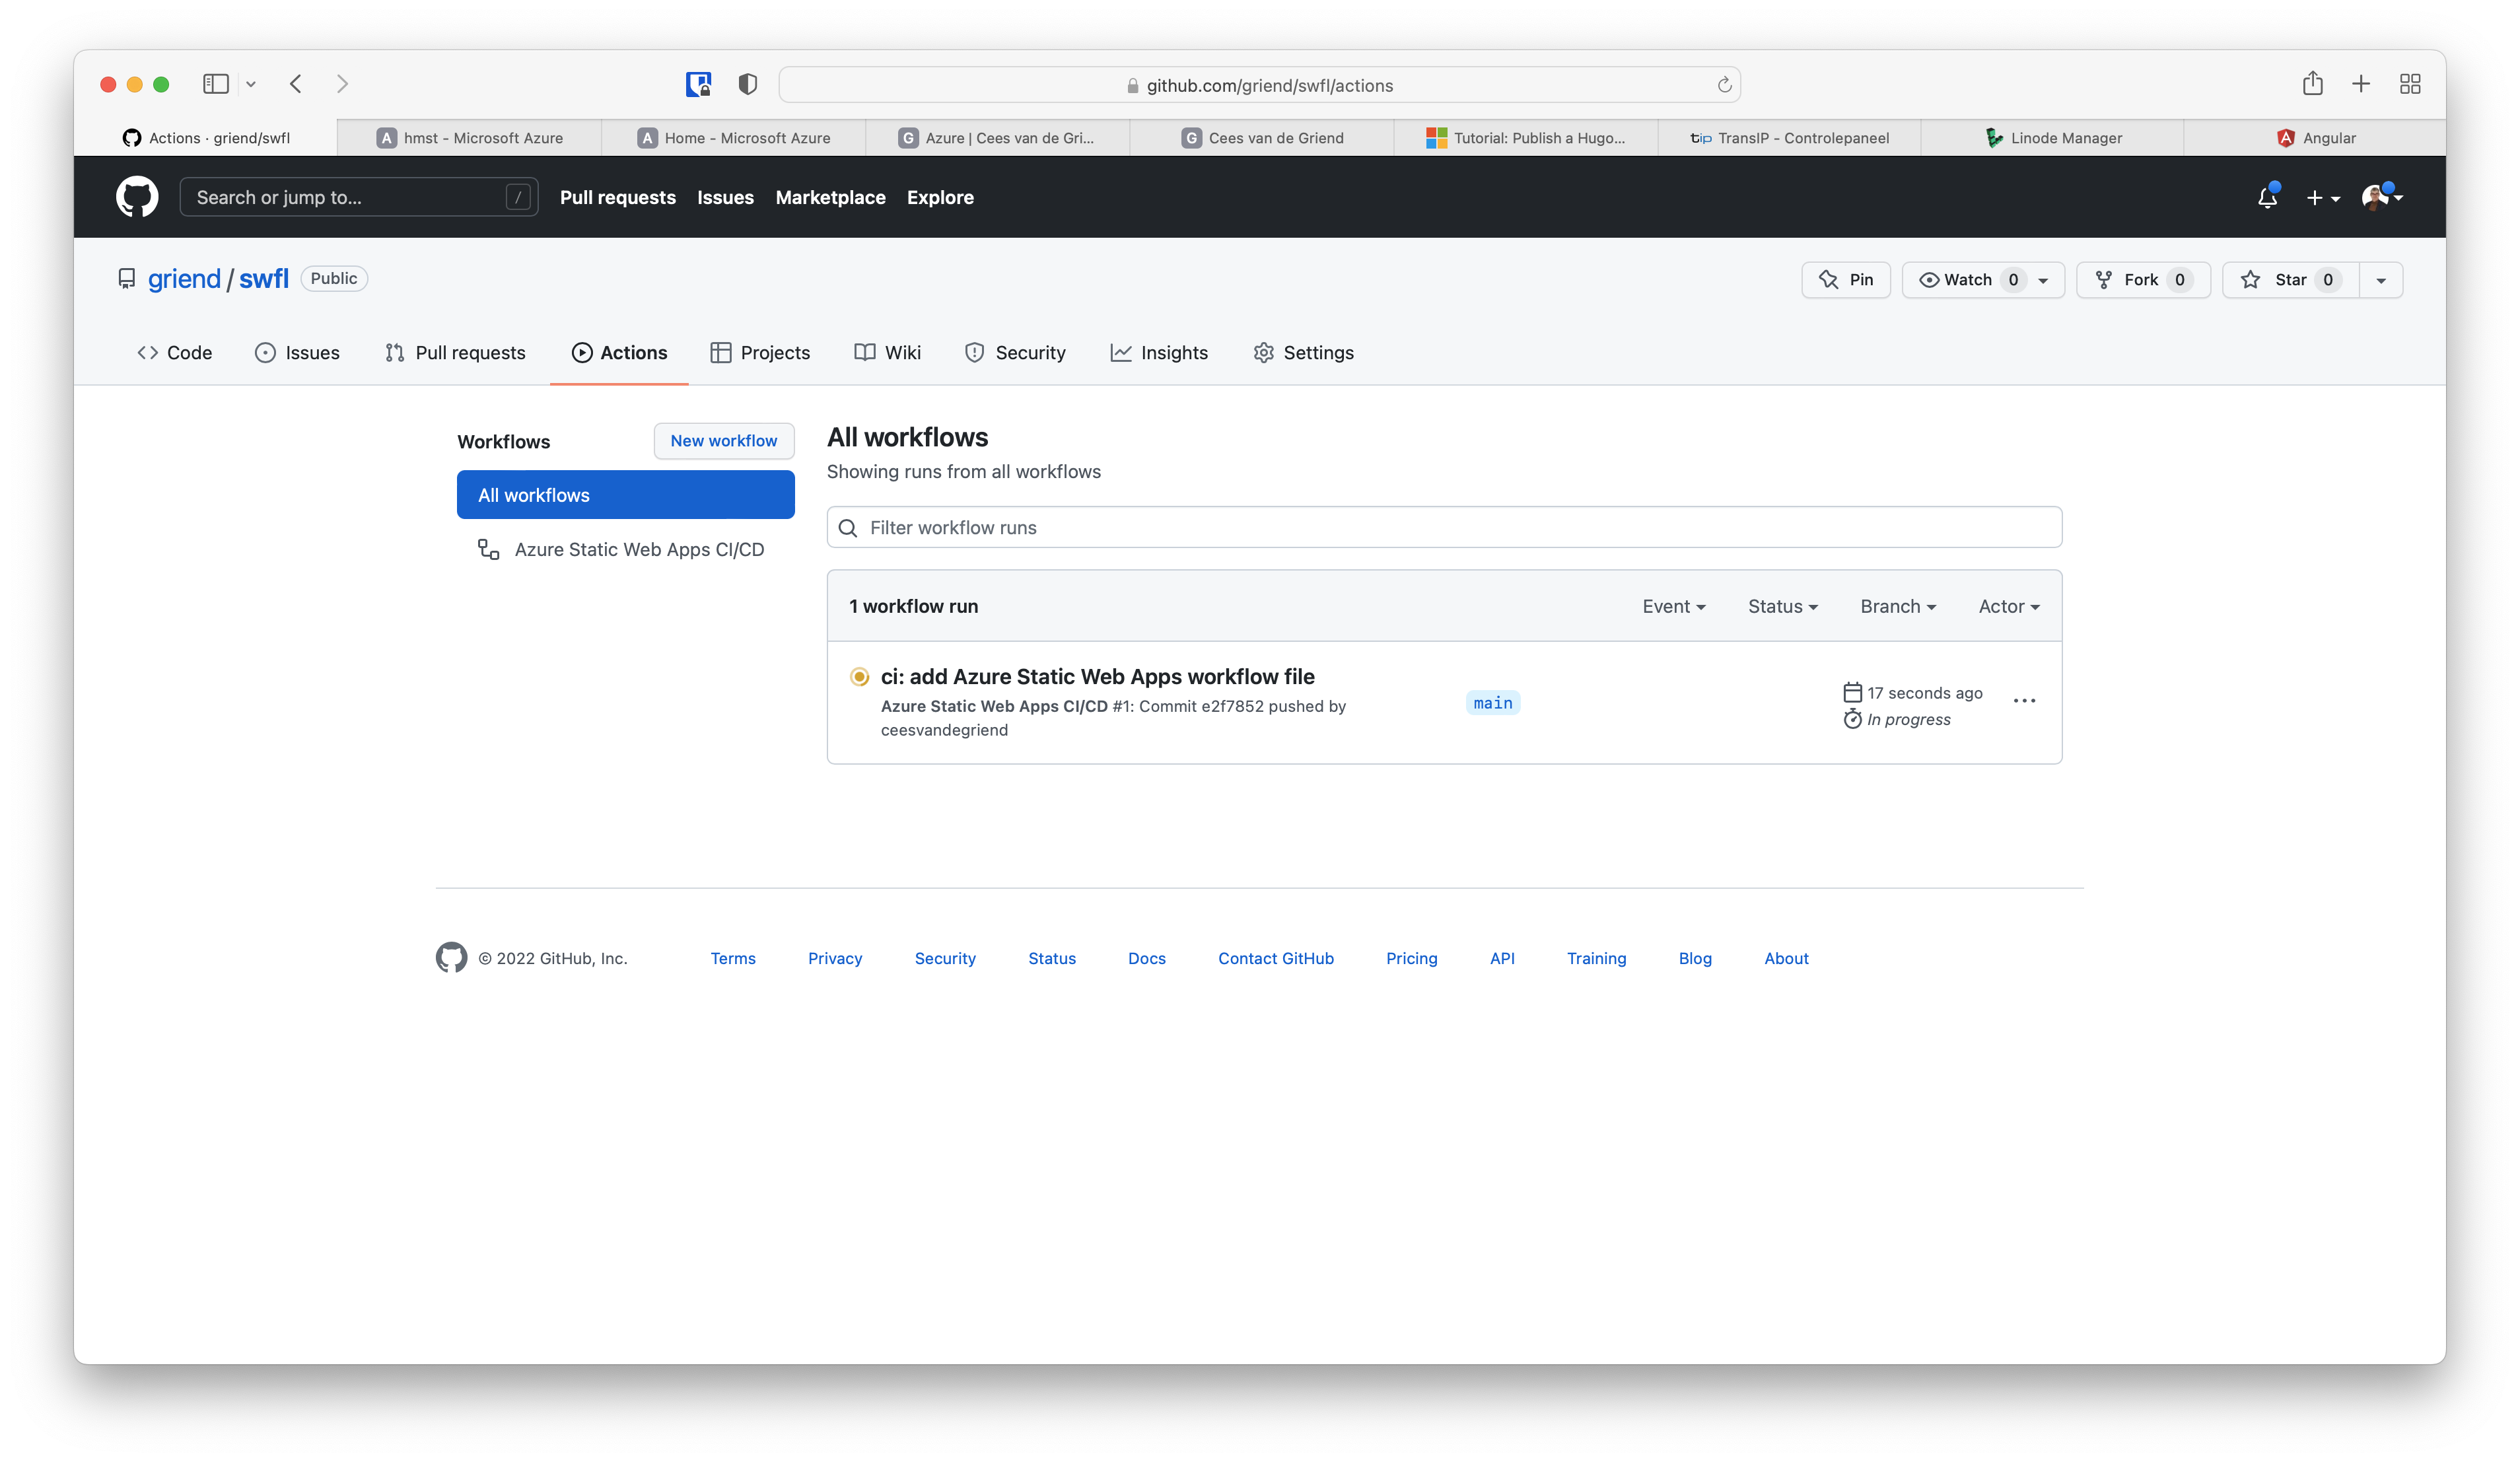 github.com/griend/swfl/actions
Actions · griend/swfl
A hmst - Microsoft Azure
A Home - Microsoft Azure
G Azure | Cees van de Gri...
G Cees van de Griend
Tutorial: Publish a Hugo...
tip TransIP - Controlepaneel
Linode Manager
A Angular
Search or jump to... /
Pull requests
Issues
Marketplace
Explore
griend / swfl Public
Pin
Watch 0
Fork 0
Star 0
Code
Issues
Pull requests
Actions
Projects
Wiki
Security
Insights
Settings
Workflows
New workflow
All workflows
Azure Static Web Apps CI/CD
All workflows
Showing runs from all workflows
Filter workflow runs
1 workflow run
Event
Status
Branch
Actor
ci: add Azure Static Web Apps workflow file
Azure Static Web Apps CI/CD #1: Commit e2f7852 pushed by
ceesvandegriend
main
17 seconds ago
In progress
© 2022 GitHub, Inc.
Terms
Privacy
Security
Status
Docs
Contact GitHub
Pricing
API
Training
Blog
About